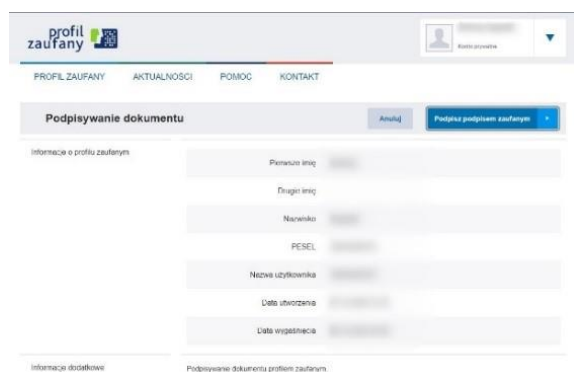 profil
zaufany
Konto prywatne
PROFIL ZAUFANY AKTUALNOŚCI POMOC KONTAKT
Podpisywanie dokumentu
Anuluj
Podpisz podpisem zaufanym
Informacje o profilu zaufanym
Pierwsze imię
Drugie imię
Nazwisko
PESEL
Nazwa użytkownika
Data utworzenia
Data wygaśnięcia
Informacje dodatkowe
Podpisywanie dokumentu profilem zaufanym